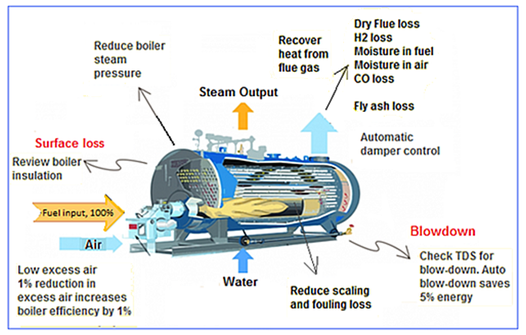 Dry Flue loss
H2 loss
Moisture in fuel
Moisture in air
CO loss
Fly ash loss
Recover
heat from
flue gas
Reduce boiler
steam
pressure
Steam Output
Automatic
damper control
Surface loss
Review boiler
insulation
Fuel input, 100%
Air
Blowdown
Check TDS for
blow-down. Auto
blow-down saves
5% energy
Low excess air
1% reduction in
excess air increases
boiler efficiency by 1%
Water
Reduce scaling
and fouling loss